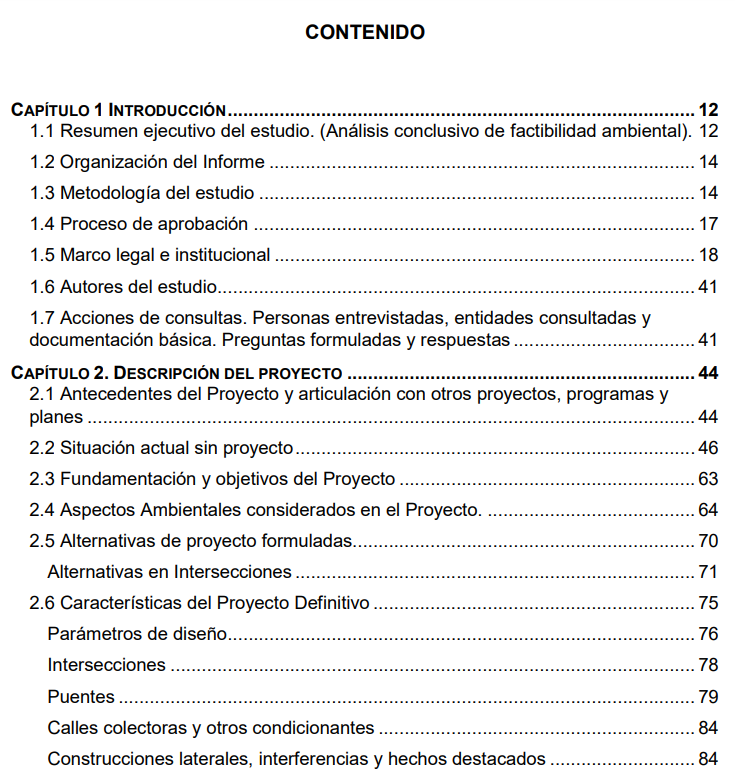 CONTENIDO
CAPÍTULO 1 INTRODUCCIÓN.......................................................................................... 12
1.1 Resumen ejecutivo del estudio. (Análisis conclusivo de factibilidad ambiental). 12
1.2 Organización del Informe .................................................................................. 14
1.3 Metodología del estudio .................................................................................... 14
1.4 Proceso de aprobación ..................................................................................... 17
1.5 Marco legal e institucional ................................................................................. 18
1.6 Autores del estudio............................................................................................ 41
1.7 Acciones de consultas. Personas entrevistadas, entidades consultadas y
documentación básica. Preguntas formuladas y respuestas ................................... 41
CAPÍTULO 2. DESCRIPCIÓN DEL PROYECTO ................................................................... 44
2.1 Antecedentes del Proyecto y articulación con otros proyectos, programas y
planes ..................................................................................................................... 44
2.2 Situación actual sin proyecto............................................................................. 46
2.3 Fundamentación y objetivos del Proyecto ......................................................... 63
2.4 Aspectos Ambientales considerados en el Proyecto. ........................................ 64
2.5 Alternativas de proyecto formuladas.................................................................. 70
Alternativas en Intersecciones ............................................................................. 71
2.6 Características del Proyecto Definitivo .............................................................. 75
Parámetros de diseño.......................................................................................... 76
Intersecciones ..................................................................................................... 78
Puentes ............................................................................................................... 79
Calles colectoras y otros condicionantes ............................................................. 84
Construcciones laterales, interferencias y hechos destacados ............................ 84